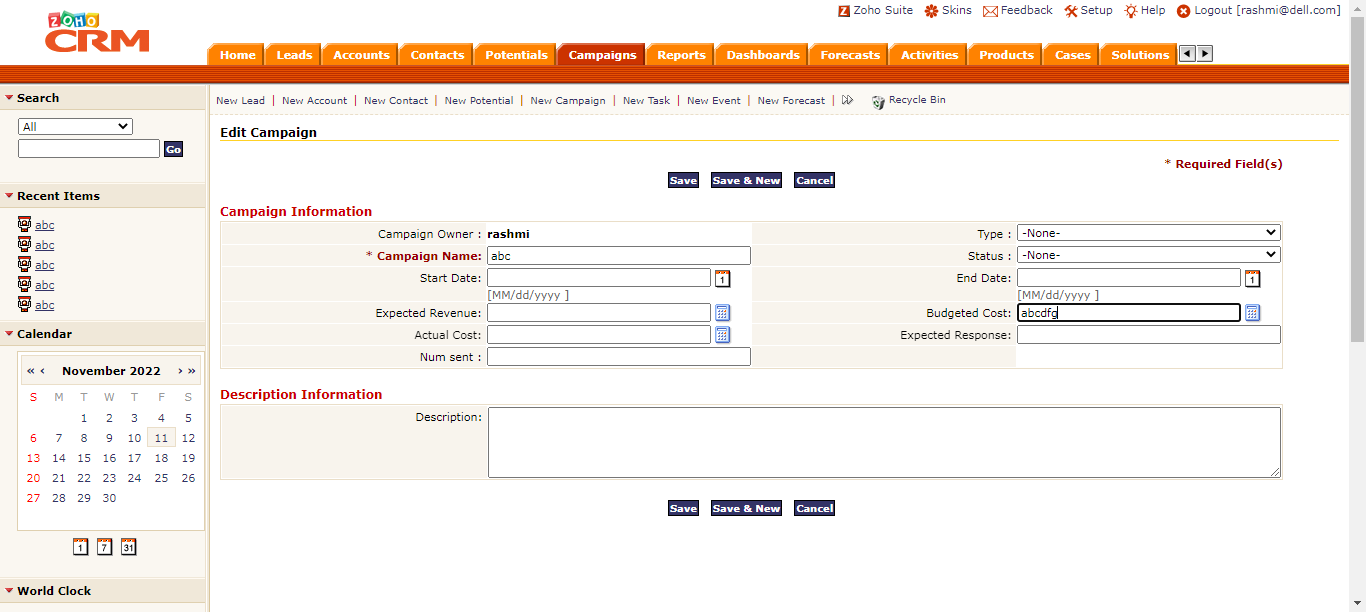 Zoho Suite Skins Feedback Setup Help Logout [rashmi@dell.com]
ZOHO
CRM
Home Leads Accounts Contacts Potentials Campaigns Reports Dashboards Forecasts Activities Products Cases Solutions
Search
All
Go
Recent Items
abc
abc
abc
abc
abc
Calendar
« ‹ November 2022 › »
S M T W T F S
1 2 3 4 5
6 7 8 9 10 11 12
13 14 15 16 17 18 19
20 21 22 23 24 25 26
27 28 29 30
1 7 31
World Clock
New Lead | New Account | New Contact | New Potential | New Campaign | New Task | New Event | New Forecast | Recycle Bin
Edit Campaign
* Required Field(s)
Save Save & New Cancel
Campaign Information
Campaign Owner : rashmi Type : -None-
* Campaign Name: abc Status : -None-
Start Date: 1 End Date: 1
[MM/dd/yyyy ] [MM/dd/yyyy ]
Expected Revenue: Budgeted Cost: abcdfg
Actual Cost: Expected Response:
Num sent :
Description Information
Description:
Save Save & New Cancel